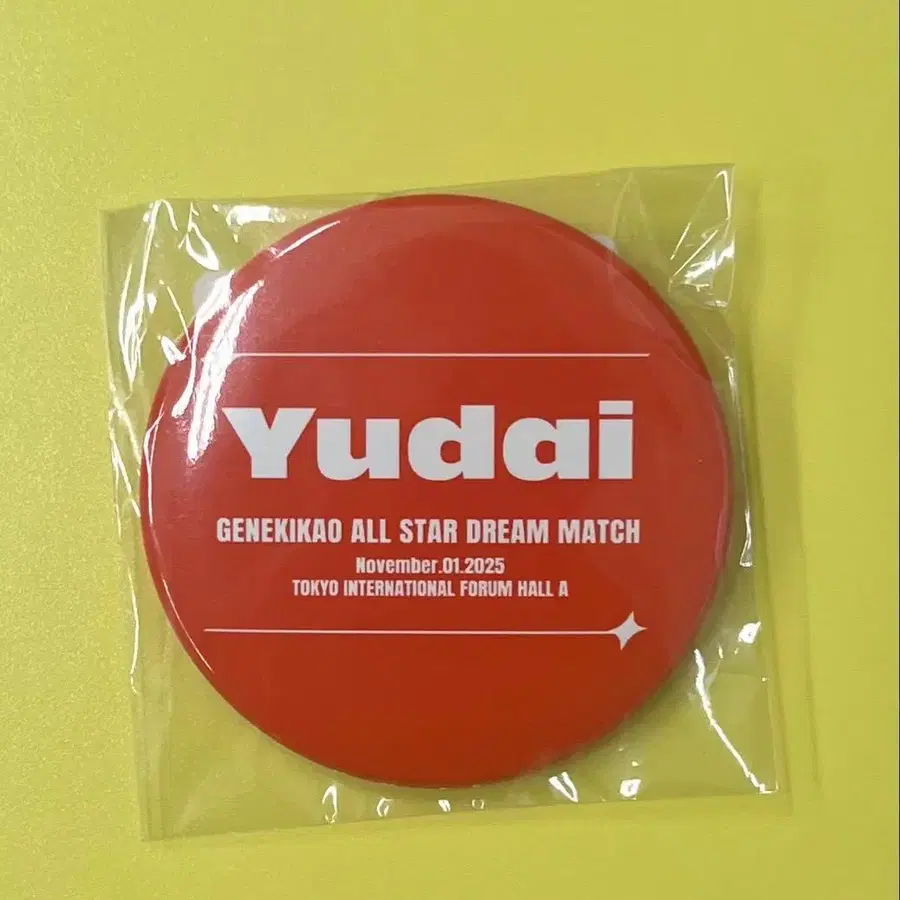 Yudai
GENEKIKAO ALL STAR DREAM MATCH
November.01.2025
TOKYO INTERNATIONAL FORUM HALL A